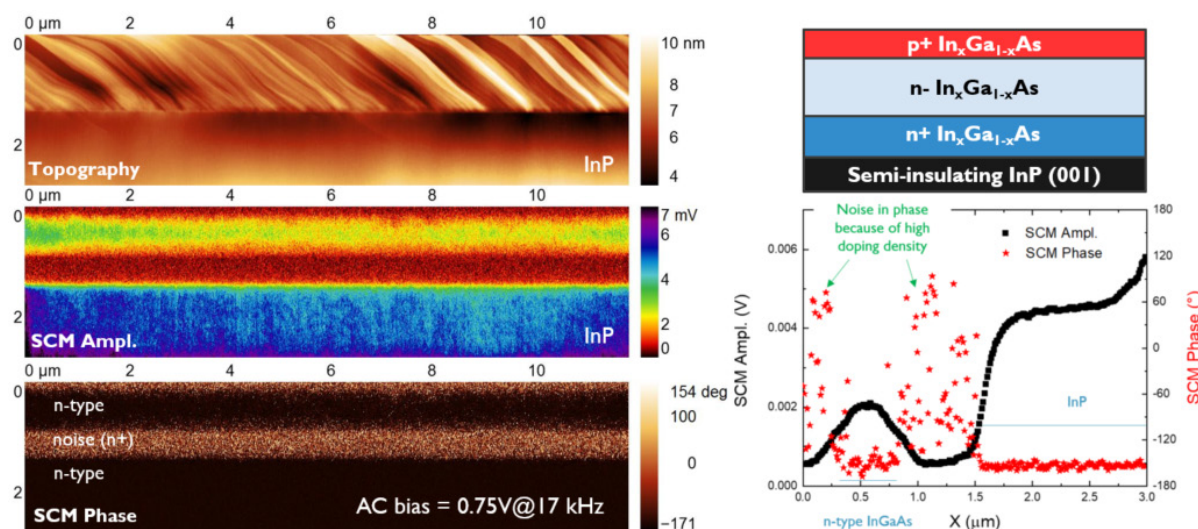 0 µm 2 4 6 8 10
0
2
Topography
InP
10 nm
8
7
6
4
0 µm 2 4 6 8 10
0
2
SCM Ampl.
InP
7 mV
6
4
2
0
0 µm 2 4 6 8 10
0
2
n-type
noise (n+)
n-type
SCM Phase
AC bias = 0.75V@17 kHz
154 deg
100
0
−171
p+ InₓGa₁₋ₓAs
n- InₓGa₁₋ₓAs
n+ InₓGa₁₋ₓAs
Semi-insulating InP (001)
Noise in phase
because of high
doping density
SCM Ampl.
SCM Phase
SCM Ampl. (V)
0.006
0.004
0.002
0.000
180
120
60
0
-60
-120
-180
SCM Phase (°)
InP
0.0 0.5 1.0 1.5 2.0 2.5 3.0
n-type InGaAs
X (µm)